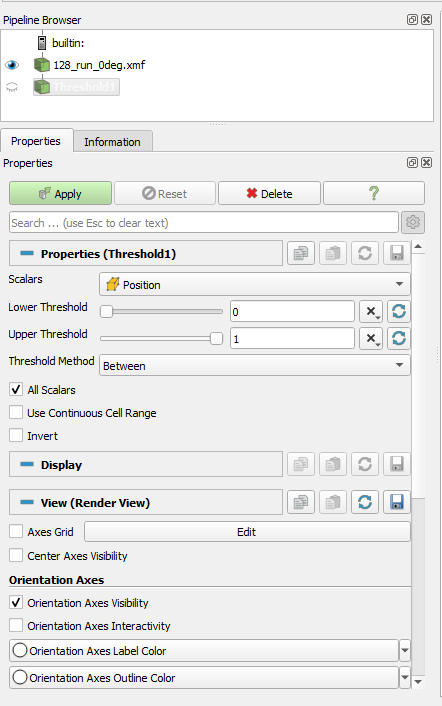 Pipeline Browser
builtin:
128_run_0deg.xmf
Threshold1
Properties
Information
Properties
Apply
Reset
Delete
?
Search ... (use Esc to clear text)
Properties (Threshold1)
Scalars
Position
Lower Threshold
0
Upper Threshold
1
Threshold Method
Between
All Scalars
Use Continuous Cell Range
Invert
Display
View (Render View)
Axes Grid
Edit
Center Axes Visibility
Orientation Axes
Orientation Axes Visibility
Orientation Axes Interactivity
Orientation Axes Label Color
Orientation Axes Outline Color